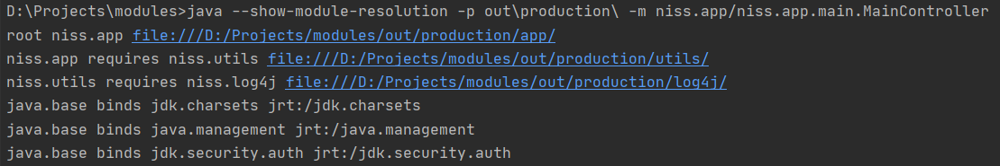 D:\Projects\modules>java --show-module-resolution -p out\production\ -m niss.app/niss.app.main.MainController
root niss.app file:///D:/Projects/modules/out/production/app/
niss.app requires niss.utils file:///D:/Projects/modules/out/production/utils/
niss.utils requires niss.log4j file:///D:/Projects/modules/out/production/log4j/
java.base binds jdk.charsets jrt:/jdk.charsets
java.base binds java.management jrt:/java.management
java.base binds jdk.security.auth jrt:/jdk.security.auth